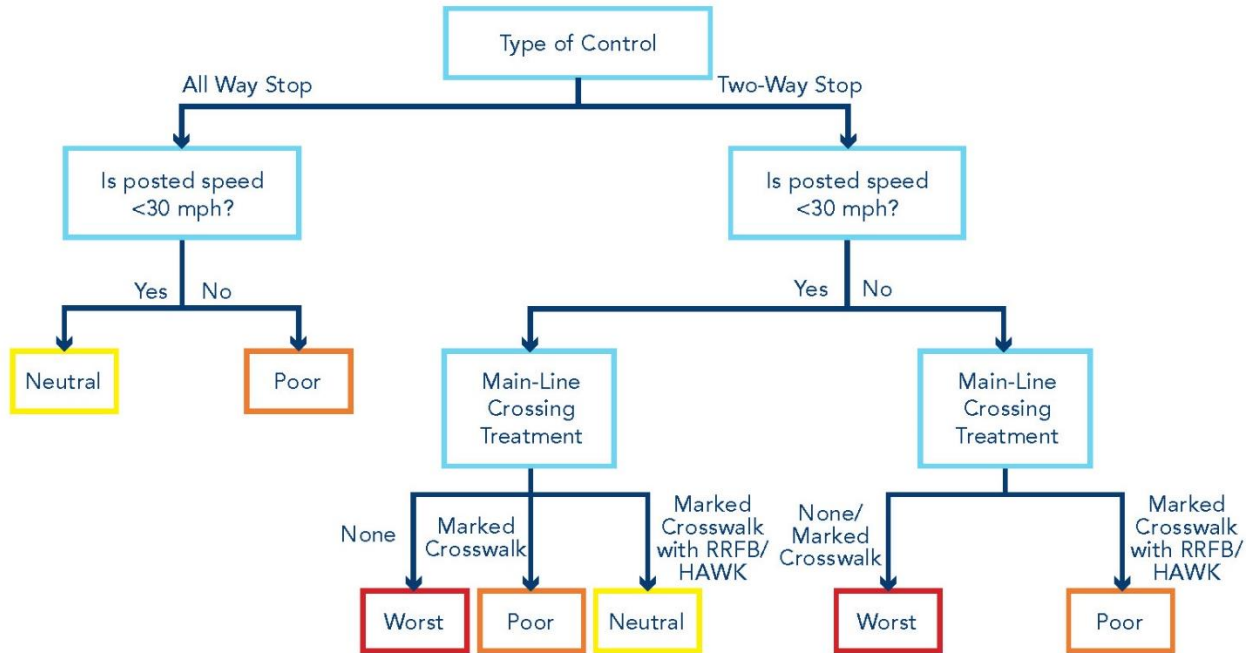 Type of Control
All Way Stop
Two-Way Stop
Is posted speed
<30 mph?
Is posted speed
<30 mph?
Yes
No
Yes
No
Neutral
Poor
Main-Line
Crossing
Treatment
Main-Line
Crossing
Treatment
None
Marked
Crosswalk
Marked
Crosswalk
with RRFB/
HAWK
None/
Marked
Crosswalk
Marked
Crosswalk
with RRFB/
HAWK
Worst
Poor
Neutral
Worst
Poor